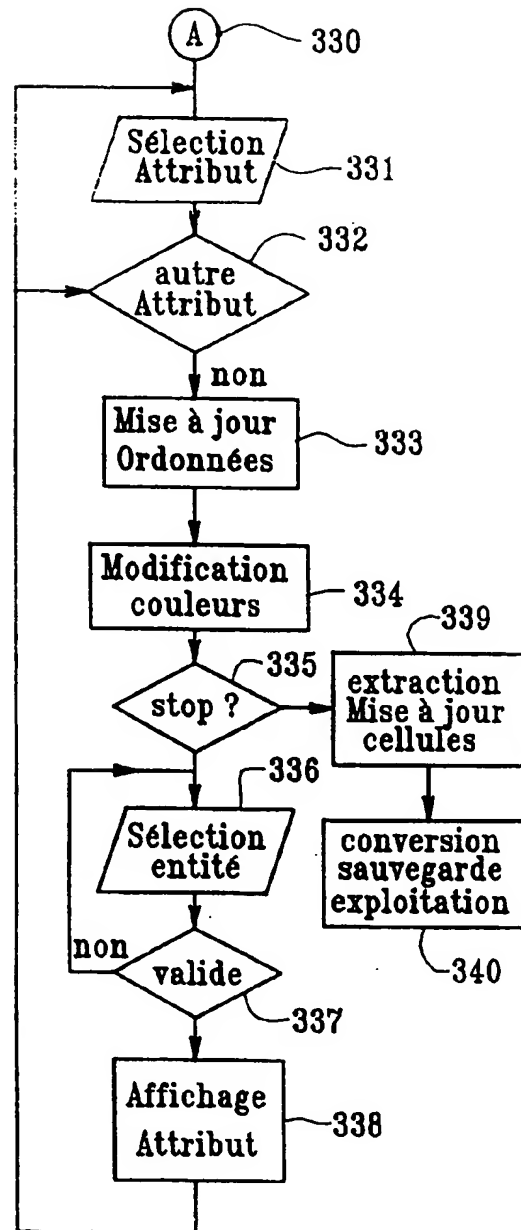 A
330
Sélection
Attribut
331
332
autre
Attribut
non
Mise à jour
Ordonnées
333
Modification
couleurs
334
335
stop ?
339
extraction
Mise à jour
cellules
336
Sélection
entité
conversion
sauvegarde
exploitation
340
non
valide
337
Affichage
Attribut
338